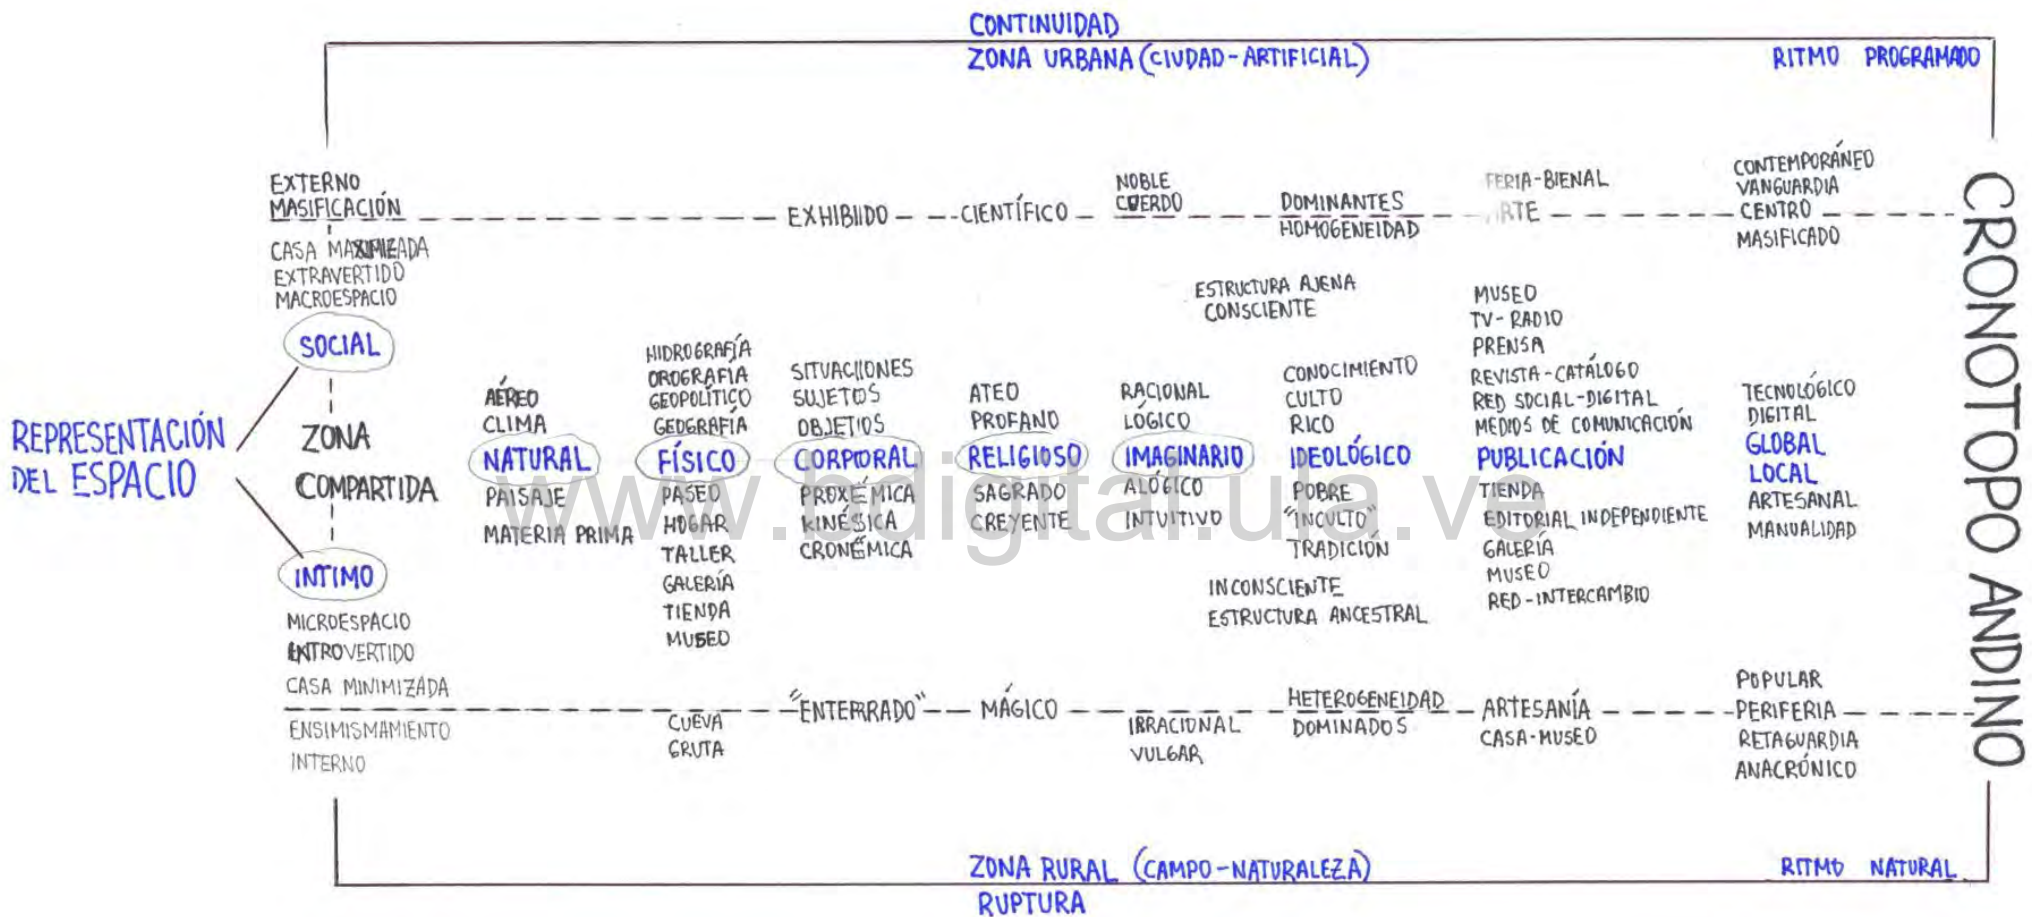 CONTINUIDAD
ZONA URBANA (CIUDAD-ARTIFICIAL)
RITMO PROGRAMADO
REPRESENTACIÓN
DEL ESPACIO
EXTERNO
MASIFICACIÓN
CASA MAXIMIZADA
EXTRAVERTIDO
MACROESPACIO
SOCIAL
ZONA
COMPARTIDA
INTIMO
MICROESPACIO
INTROVERTIDO
CASA MINIMIZADA
ENSIMISMAMIENTO
INTERNO
AÉREO
CLIMA
NATURAL
PAISAJE
MATERIA PRIMA
HIDROGRAFÍA
OROGRAFÍA
GEOPOLÍTICO
GEOGRAFÍA
FÍSICO
PASEO
HOGAR
TALLER
GALERÍA
TIENDA
MUSEO
CUEVA
GRUTA
EXHIBIDO
SITUACIONES
SUJETOS
OBJETOS
CORPORAL
PROXÉMICA
KINÉSICA
CRONÉMICA
"ENTERRADO"
CIENTÍFICO
ATEO
PROFANO
RELIGIOSO
SAGRADO
CREYENTE
MÁGICO
NOBLE
CUERDO
ESTRUCTURA AJENA
CONSCIENTE
RACIONAL
LÓGICO
IMAGINARIO
ALÓGICO
INTUITIVO
INCONSCIENTE
ESTRUCTURA ANCESTRAL
IRRACIONAL
VULGAR
DOMINANTES
HOMOGENEIDAD
CONOCIMIENTO
CULTO
RICO
IDEOLÓGICO
POBRE
"INCULTO"
TRADICIÓN
HETEROGENEIDAD
DOMINADOS
FERIA-BIENAL
ARTE
MUSEO
TV-RADIO
PRENSA
REVISTA-CATÁLOGO
RED SOCIAL-DIGITAL
MEDIOS DE COMUNICACIÓN
PUBLICACIÓN
TIENDA
EDITORIAL INDEPENDIENTE
GALERÍA
MUSEO
RED-INTERCAMBIO
ARTESANÍA
CASA-MUSEO
CONTEMPORÁNEO
VANGUARDIA
CENTRO
MASIFICADO
TECNOLÓGICO
DIGITAL
GLOBAL
LOCAL
ARTESANAL
MANUALIDAD
POPULAR
PERIFERIA
RETAGUARDIA
ANACRÓNICO
CRONOTOPO ANDINO
ZONA RURAL (CAMPO-NATURALEZA)
RITMO NATURAL
RUPTURA
www.bdigital.ula.ve